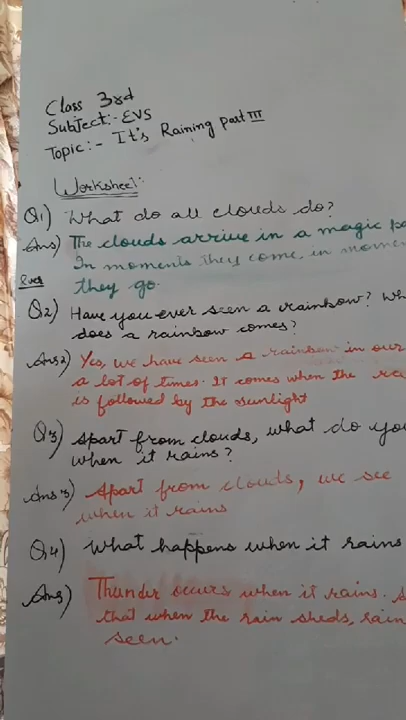 Class 3rd
Subject:- EVS
Topic:- It's Raining part III
Worksheet:-
Q1) What do all clouds do?
Ans) The clouds arrive in a magic
In moments they come, in
they go.
Q2) Have you ever seen a rainbow?
does a rainbow comes?
Ans2) Yes, we have seen a rainbow in our
a lot of times. It comes when the
is followed by the sunlight
Q3) Apart from clouds, what do
when it rains?
Ans3) Apart from clouds, we see
when it rains
Q4) What happens when it rains
Ans) Thunder occurs when it rains.
that when the rain sheds,
seen.